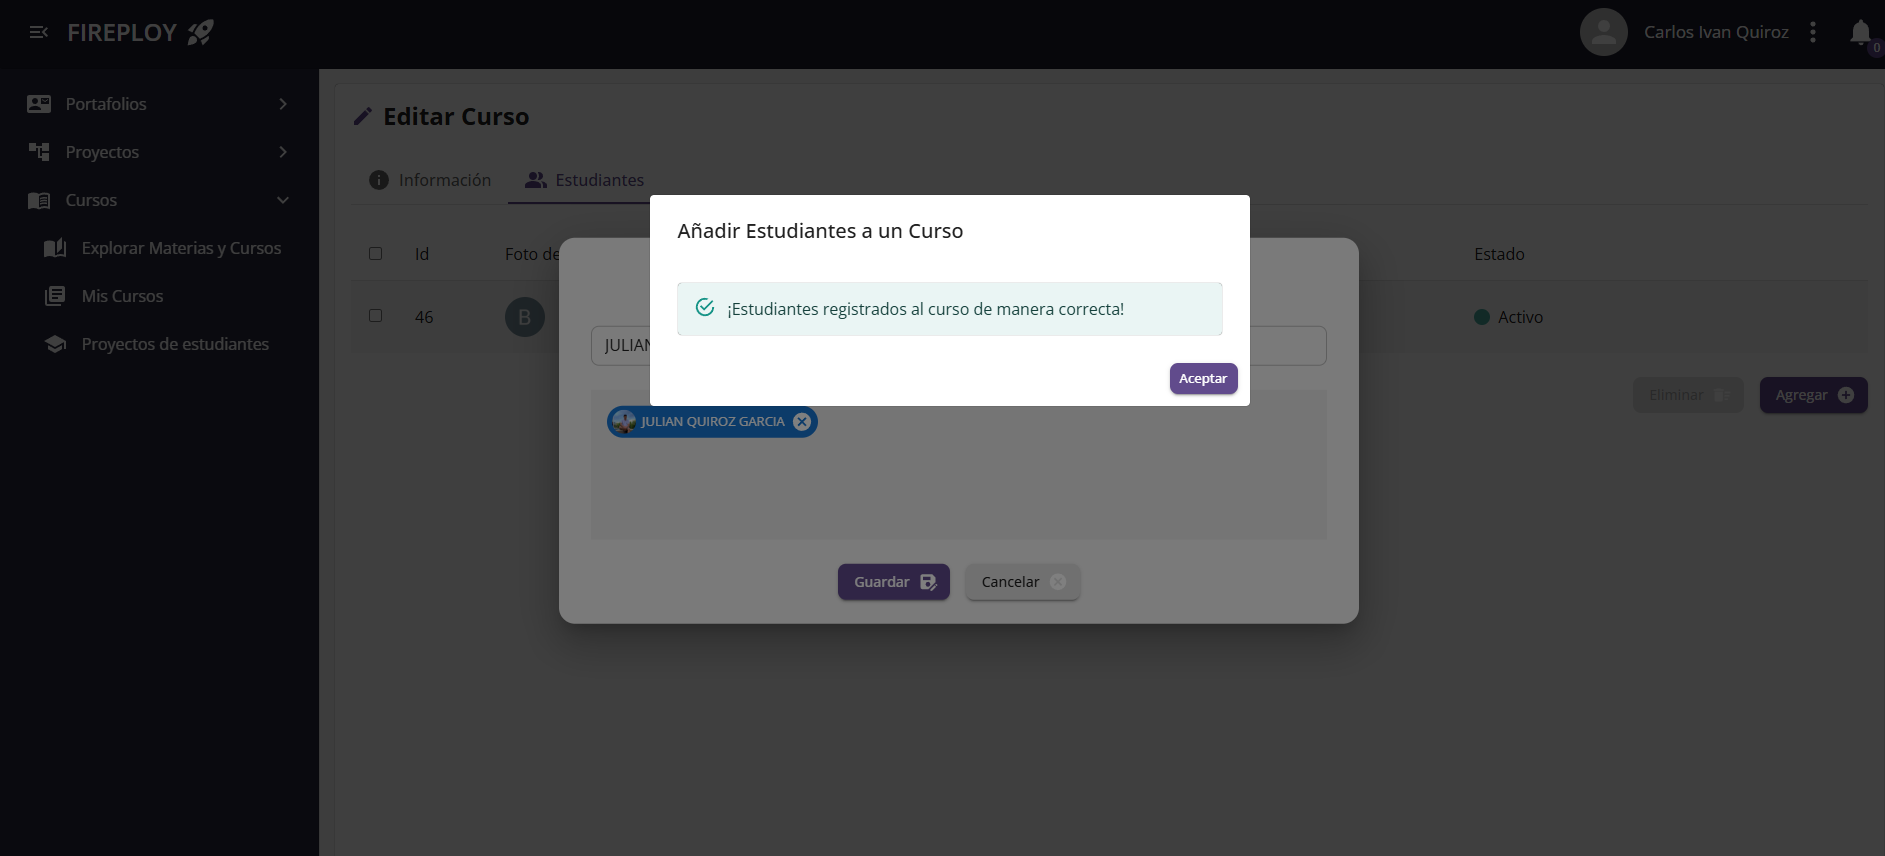 FIREPLOY
Carlos Ivan Quiroz
0
Portafolios
Proyectos
Cursos
Explorar Materias y Cursos
Mis Cursos
Proyectos de estudiantes
Editar Curso
Información
Estudiantes
Id
Foto de
Estado
46
B
Activo
Eliminar
Agregar
Añadir Estudiantes a un Curso
¡Estudiantes registrados al curso de manera correcta!
Aceptar
JULIAN
JULIAN QUIROZ GARCIA
Guardar
Cancelar